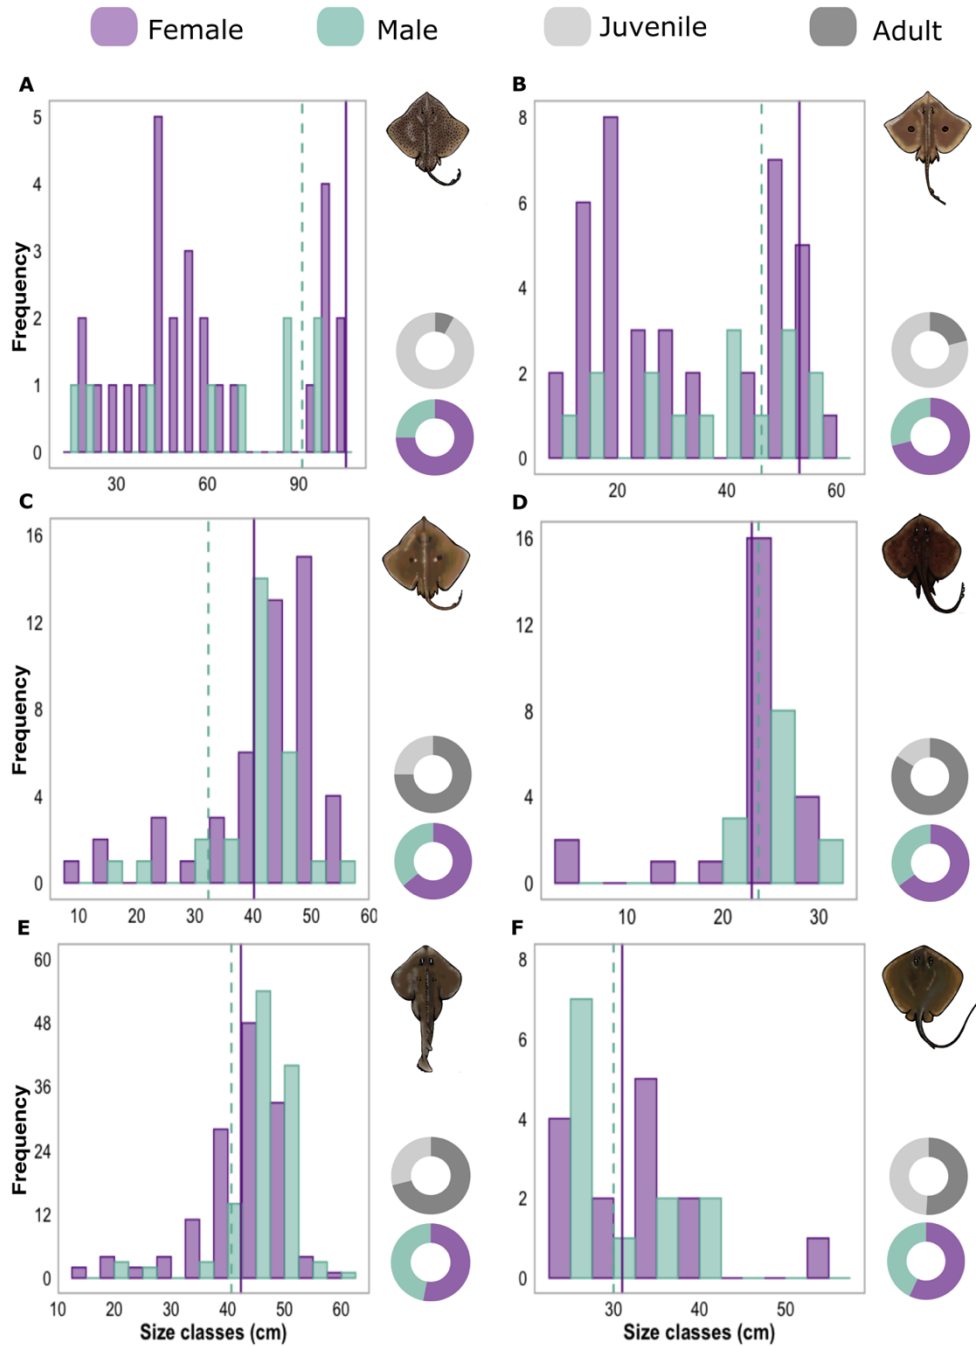 Female Male Juvenile Adult
A B
5 8
4 6
3 4
2 2
1 0
0
Frequency
30 60 90 20 40 60
C D
16 16
12 12
8 8
4 4
0 0
Frequency
10 20 30 40 50 60 10 20 30
E F
60 8
48 6
36 4
24 2
12 0
0
Frequency
10 20 30 40 50 60 30 40 50
Size classes (cm) Size classes (cm)